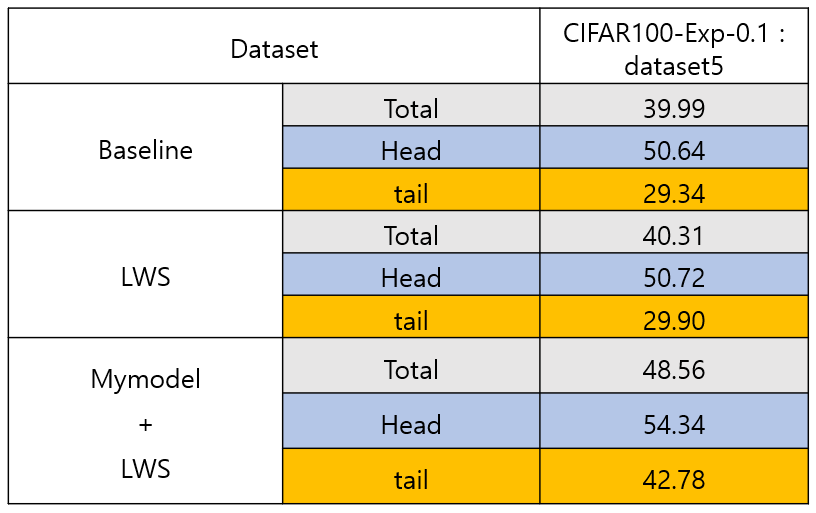 Dataset
CIFAR100-Exp-0.1 :
dataset5
Baseline
Total
39.99
Head
50.64
tail
29.34
LWS
Total
40.31
Head
50.72
tail
29.90
Mymodel
+
LWS
Total
48.56
Head
54.34
tail
42.78